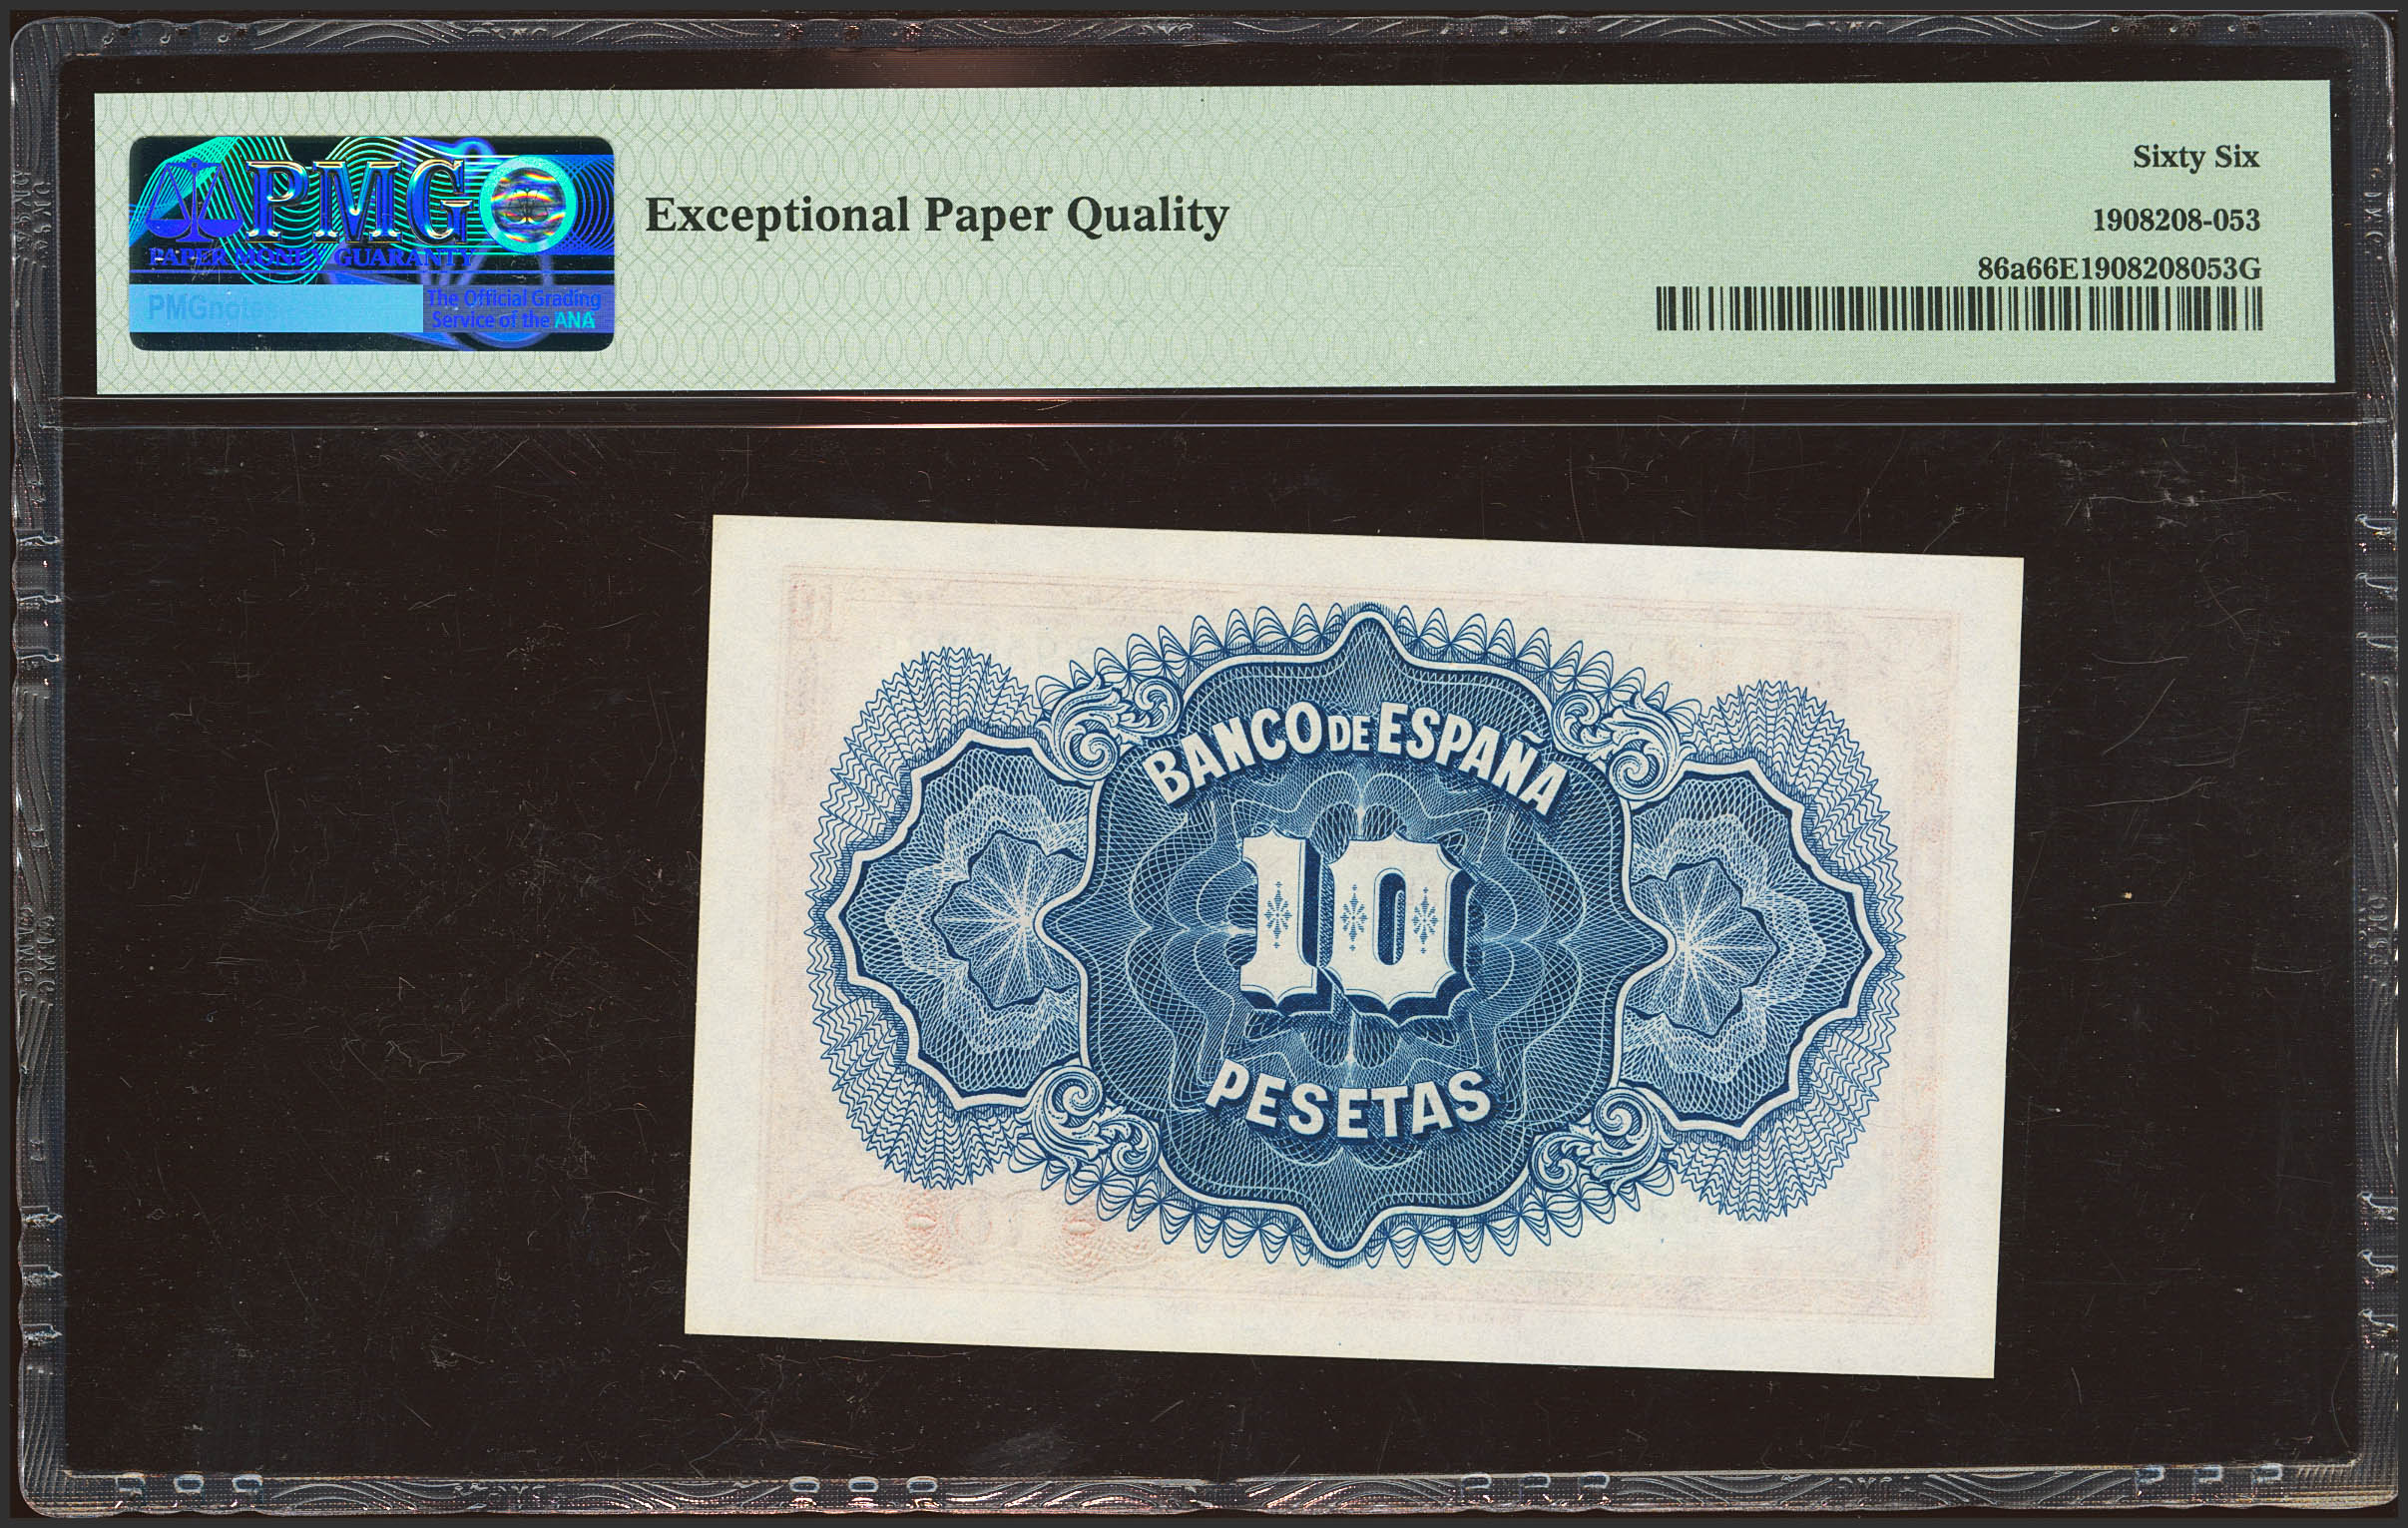 PMG
PAPER MONEY GUARANTY
PMGnotes
The Official Grading
Service of the ANA
Exceptional Paper Quality
Sixty Six
1908208-053
86a66E1908208053G
BANCO DE ESPAÑA
10
PESETAS